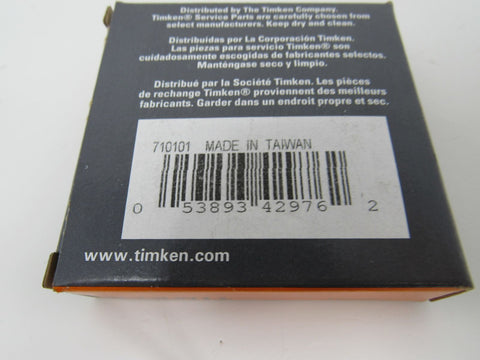 Distributed by The Timken Company.
Timken® Service Parts are carefully chosen from
select manufacturers. Keep dry and clean.
Distribuidas por La Corporación Timken.
Las piezas para servicio Timken® son
cuidadosamente escogidas de fabricantes selectos.
Manténgase seco y limpio.
Distribué par la Société Timken. Les pièces
de rechange Timken® proviennent des meilleurs
fabricants. Garder dans un endroit propre et sec.
710101 MADE IN TAIWAN
0 53893 42976 2
www.timken.com